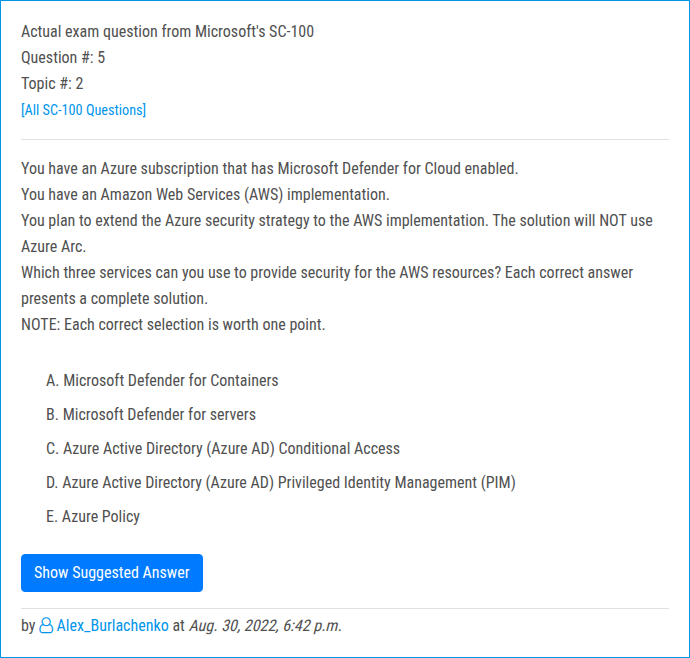 Actual exam question from Microsoft's SC-100
Question #: 5
Topic #: 2
[All SC-100 Questions]
You have an Azure subscription that has Microsoft Defender for Cloud enabled.
You have an Amazon Web Services (AWS) implementation.
You plan to extend the Azure security strategy to the AWS implementation. The solution will NOT use
Azure Arc.
Which three services can you use to provide security for the AWS resources? Each correct answer
presents a complete solution.
NOTE: Each correct selection is worth one point.
A. Microsoft Defender for Containers
B. Microsoft Defender for servers
C. Azure Active Directory (Azure AD) Conditional Access
D. Azure Active Directory (Azure AD) Privileged Identity Management (PIM)
E. Azure Policy
Show Suggested Answer
by Alex_Burlachenko at Aug. 30, 2022, 6:42 p.m.